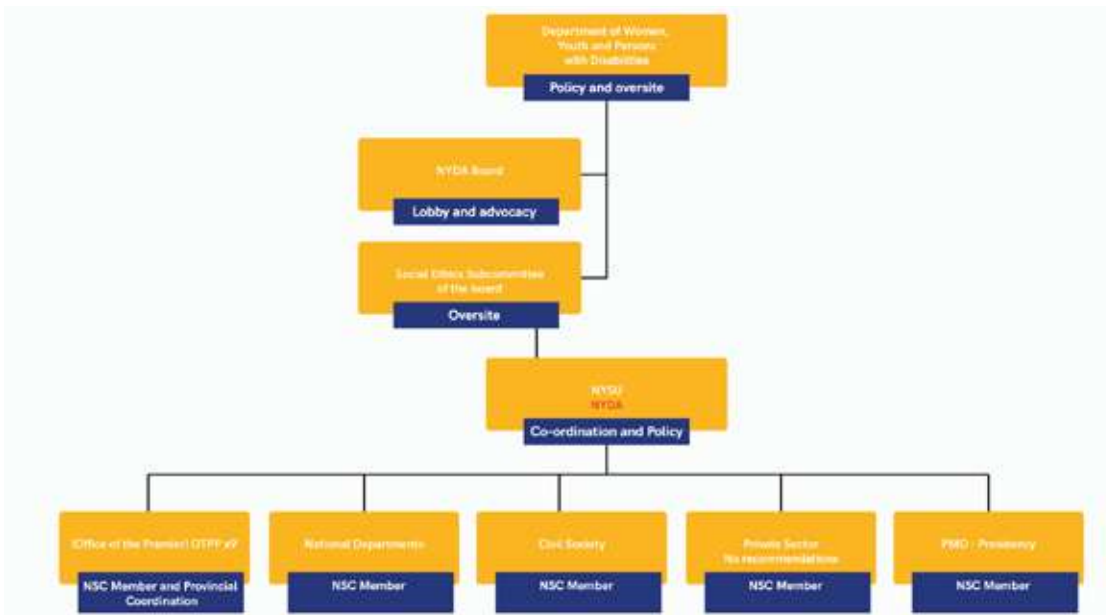 Department of Women,
Youth and Persons
with Disabilities
Policy and oversite
NYDA Board
Lobby and advocacy
Social Ethics Subcommittee
of the board
Oversite
NYSU
NYDA
Co-ordination and Policy
(Office of the Premier) OTPP x9
NSC Member and Provincial
Coordination
National Departments
NSC Member
Civil Society
NSC Member
Private Sector
No recommendations
NSC Member
PMO - Presidency
NSC Member